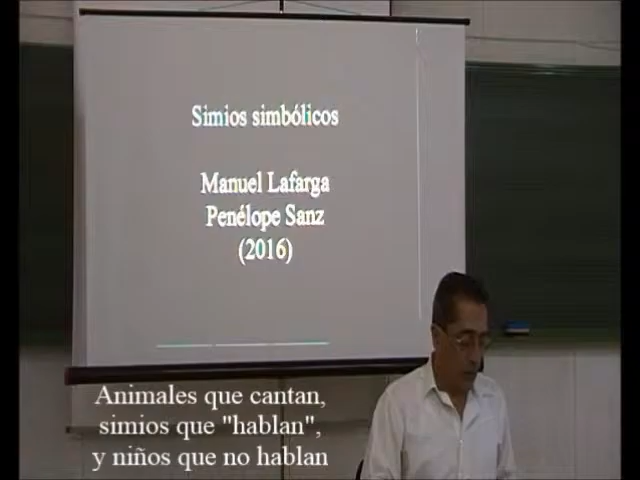 Simios simbólicos
Manuel Lafarga
Penélope Sanz
(2016)
Animales que cantan,
simios que "hablan",
y niños que no hablan